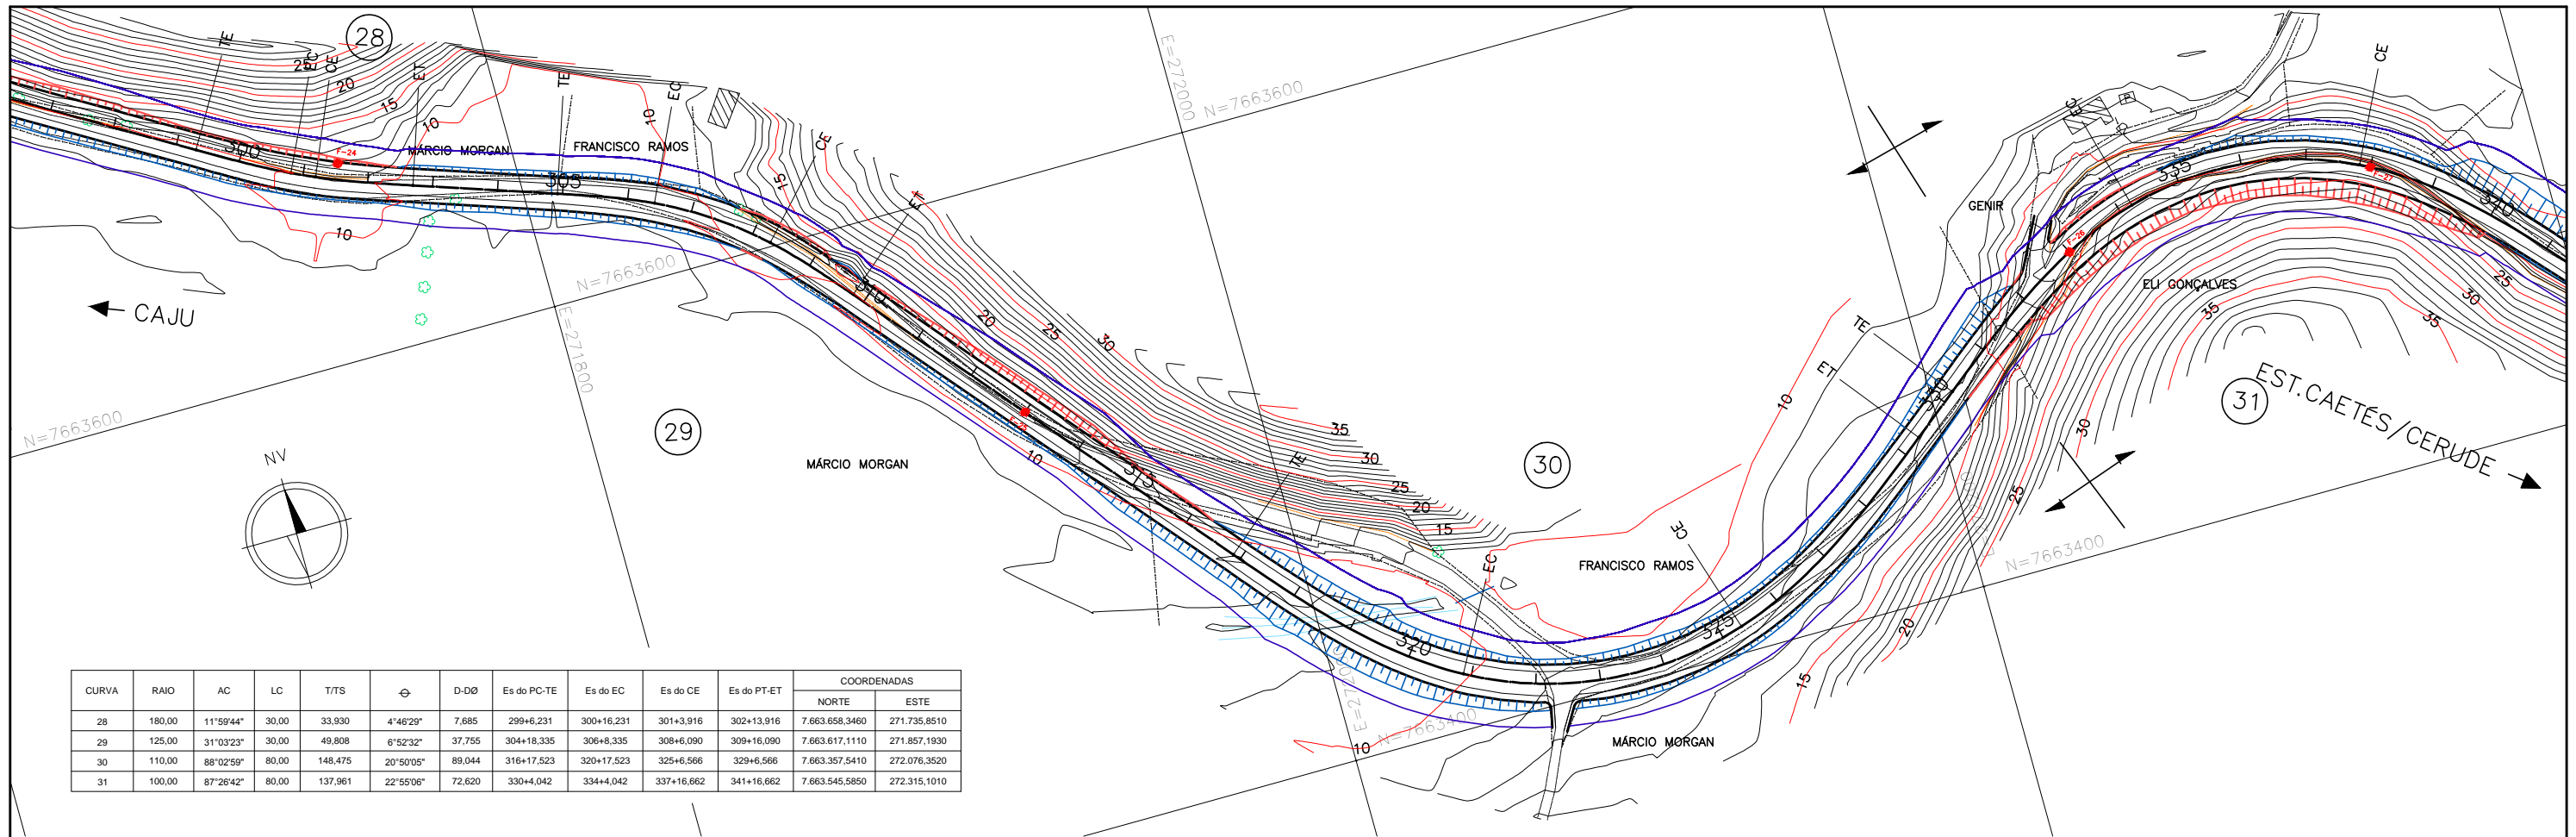 28
TE
25
EC
CE
20
15
ET
10
TE
EC
10
FRANCISCO RAMOS
MÁRCIO MORGAN
F-24
300
305
10
15
CE
ET
310
E=272000
N=7663600
N=7663600
E=271800
N=7663600
← CAJU
NV
29
MÁRCIO MORGAN
F-25
10
20
25
30
315
TE
35
30
25
20
15
30
EC
FRANCISCO RAMOS
CE
320
325
10
N=7663400
MÁRCIO MORGAN
10
TE
ET
330
GENIR
EC
335
F-26
F-27
CE
340
ELI GONÇALVES
25
30
35
35
31
EST.CAETÉS/CERUDE →
30
25
20
15
N=7663400
CURVA RAIO AC LC T/TS Θ D-DØ Es do PC-TE Es do EC Es do CE Es do PT-ET COORDENADAS
NORTE ESTE
28 180,00 11°59'44" 30,00 33,930 4°46'29" 7,685 299+6,231 300+16,231 301+3,916 302+13,916 7.663.658,3460 271.735,8510
29 125,00 31°03'23" 30,00 49,808 6°52'32" 37,755 304+18,335 306+8,335 308+6,090 309+16,090 7.663.617,1110 271.857,1930
30 110,00 88°02'59" 80,00 148,475 20°50'05" 89,044 316+17,523 320+17,523 325+6,566 329+6,566 7.663.357,5410 272.076,3520
31 100,00 87°26'42" 80,00 137,961 22°55'06" 72,620 330+4,042 334+4,042 337+16,662 341+16,662 7.663.545,5850 272.315,1010